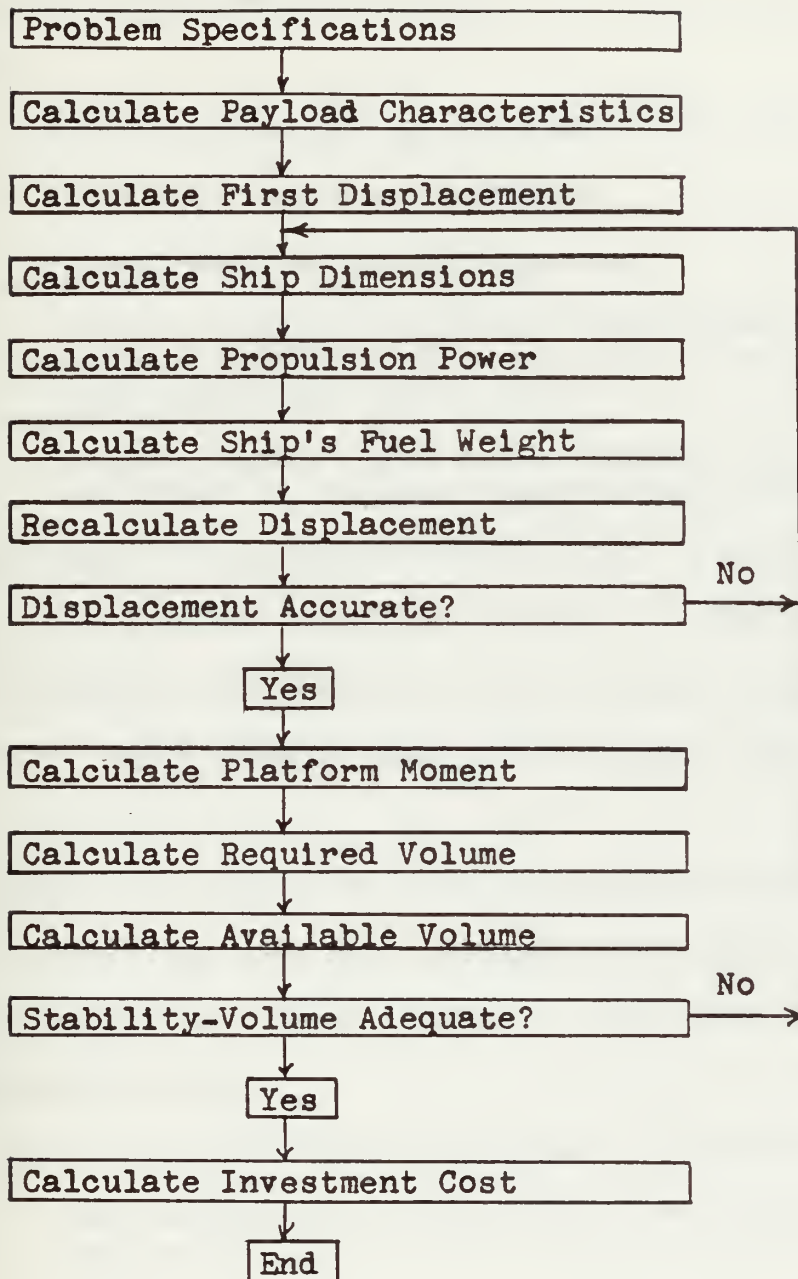 Problem Specifications
Calculate Payload Characteristics
Calculate First Displacement
Calculate Ship Dimensions
Calculate Propulsion Power
Calculate Ship's Fuel Weight
Recalculate Displacement
No
Displacement Accurate?
Yes
Calculate Platform Moment
Calculate Required Volume
Calculate Available Volume
No
Stability-Volume Adequate?
Yes
Calculate Investment Cost
End